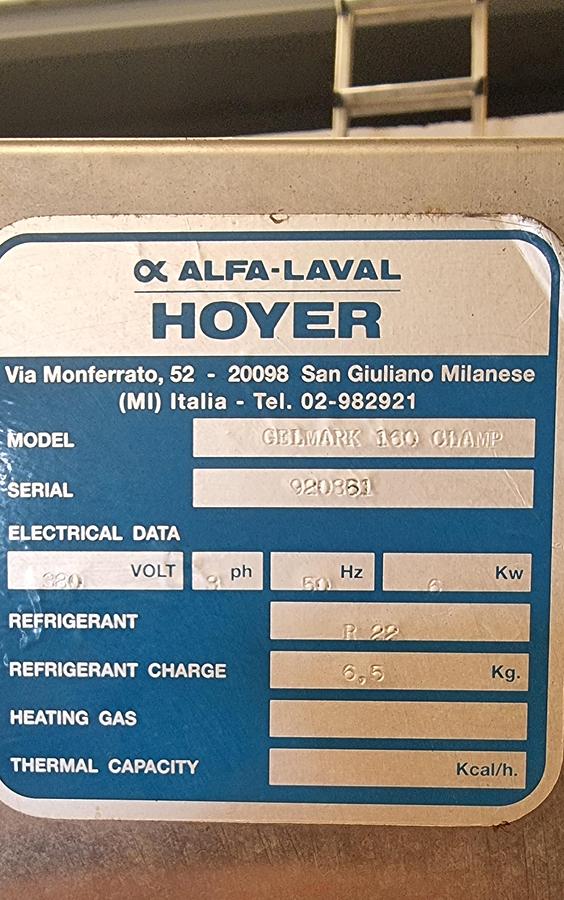 α ALFA-LAVAL
HOYER
Via Monferrato, 52 - 20098 San Giuliano Milanese
(MI) Italia - Tel. 02-982921
MODEL GELMARK 160 CLAMP
SERIAL
ELECTRICAL DATA
380 VOLT 3 ph 50 Hz 6 Kw
REFRIGERANT R 22
REFRIGERANT CHARGE 6,5 Kg.
HEATING GAS
THERMAL CAPACITY Kcal/h.